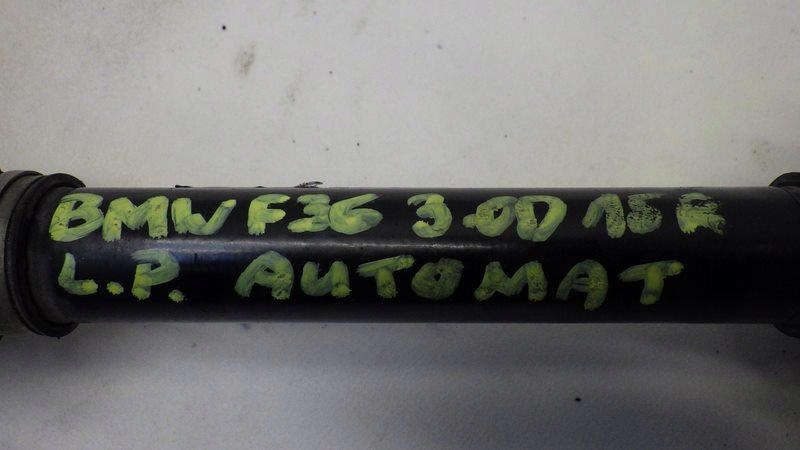 BMW F36 3.0D 15R
L.P. AUTOMAT